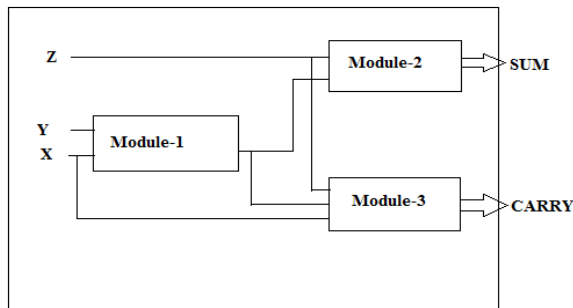 Z
Module-2
SUM
Y
Module-1
X
Module-3
CARRY